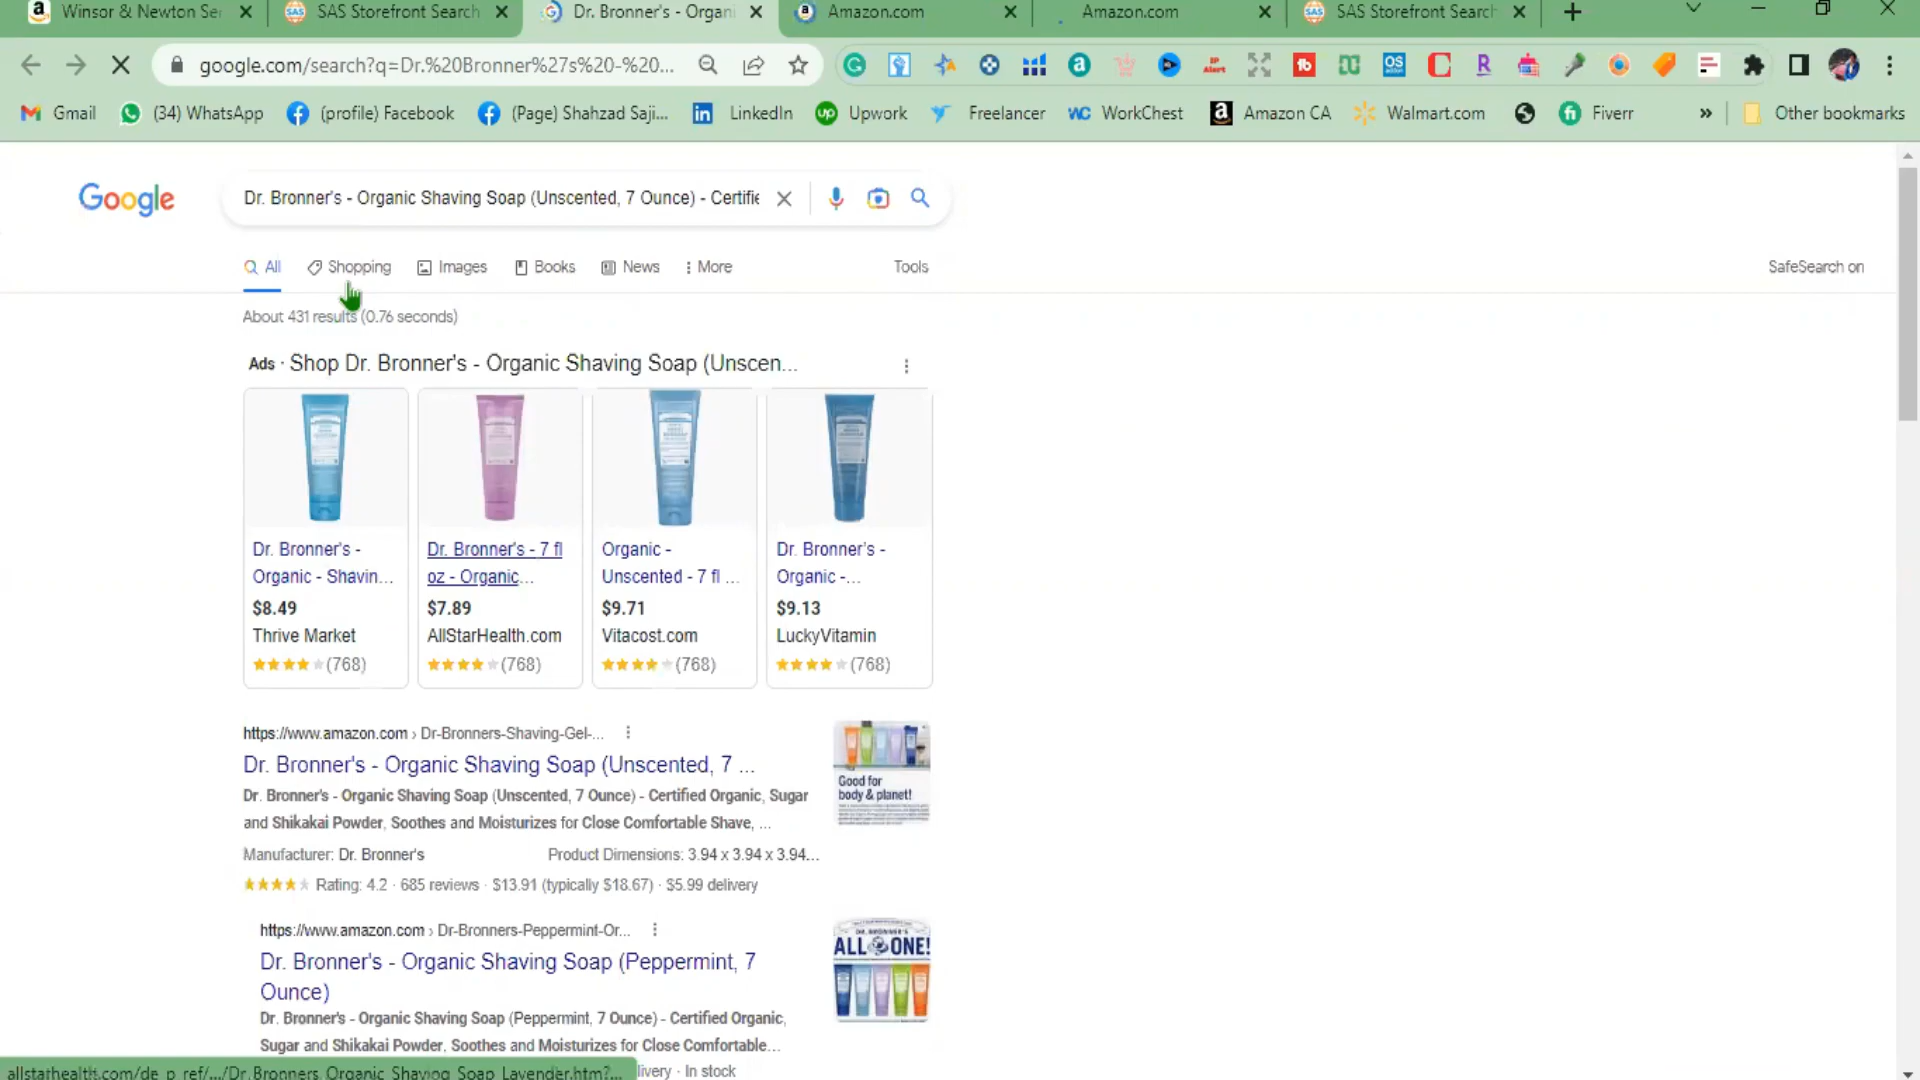 Winsor & Newton Se
SAS Storefront Search
Dr. Bronner's - Organi
Amazon.com
Amazon.com
SAS Storefront Search
google.com/search?q=Dr.%20Bronner%27s%20-%20...
Gmail
(34) WhatsApp
(profile) Facebook
(Page) Shahzad Saji...
LinkedIn
Upwork
Freelancer
WorkChest
Amazon CA
Walmart.com
Fiverr
Other bookmarks
Google
Dr. Bronner's - Organic Shaving Soap (Unscented, 7 Ounce) - Certifie
All
Shopping
Images
Books
News
More
Tools
SafeSearch on
About 431 results (0.76 seconds)
Ads · Shop Dr. Bronner's - Organic Shaving Soap (Unscen...
Dr. Bronner's -
Organic - Shavin...
$8.49
Thrive Market
(768)
Dr. Bronner's - 7 fl
oz - Organic...
$7.89
AllStarHealth.com
(768)
Organic -
Unscented - 7 fl ...
$9.71
Vitacost.com
(768)
Dr. Bronner's -
Organic -...
$9.13
LuckyVitamin
(768)
https://www.amazon.com › Dr-Bronners-Shaving-Gel-...
Dr. Bronner's - Organic Shaving Soap (Unscented, 7 ...
Dr. Bronner's - Organic Shaving Soap (Unscented, 7 Ounce) - Certified Organic, Sugar
and Shikakai Powder, Soothes and Moisturizes for Close Comfortable Shave, ...
Manufacturer: Dr. Bronner's
Product Dimensions: 3.94 x 3.94 x 3.94...
Rating: 4.2 · 685 reviews · $13.91 (typically $18.67) · $5.99 delivery
Good for
body & planet!
https://www.amazon.com › Dr-Bronners-Peppermint-Or...
Dr. Bronner's - Organic Shaving Soap (Peppermint, 7
Ounce)
Dr. Bronner's - Organic Shaving Soap (Peppermint, 7 Ounce) - Certified Organic,
Sugar and Shikakai Powder, Soothes and Moisturizes for Close Comfortable...
livery · In stock
ALL ONE!
allstarhealth.com/de_p_ref/.../Dr_Bronners_Organic_Shaving_Soap_Lavender.htm?...